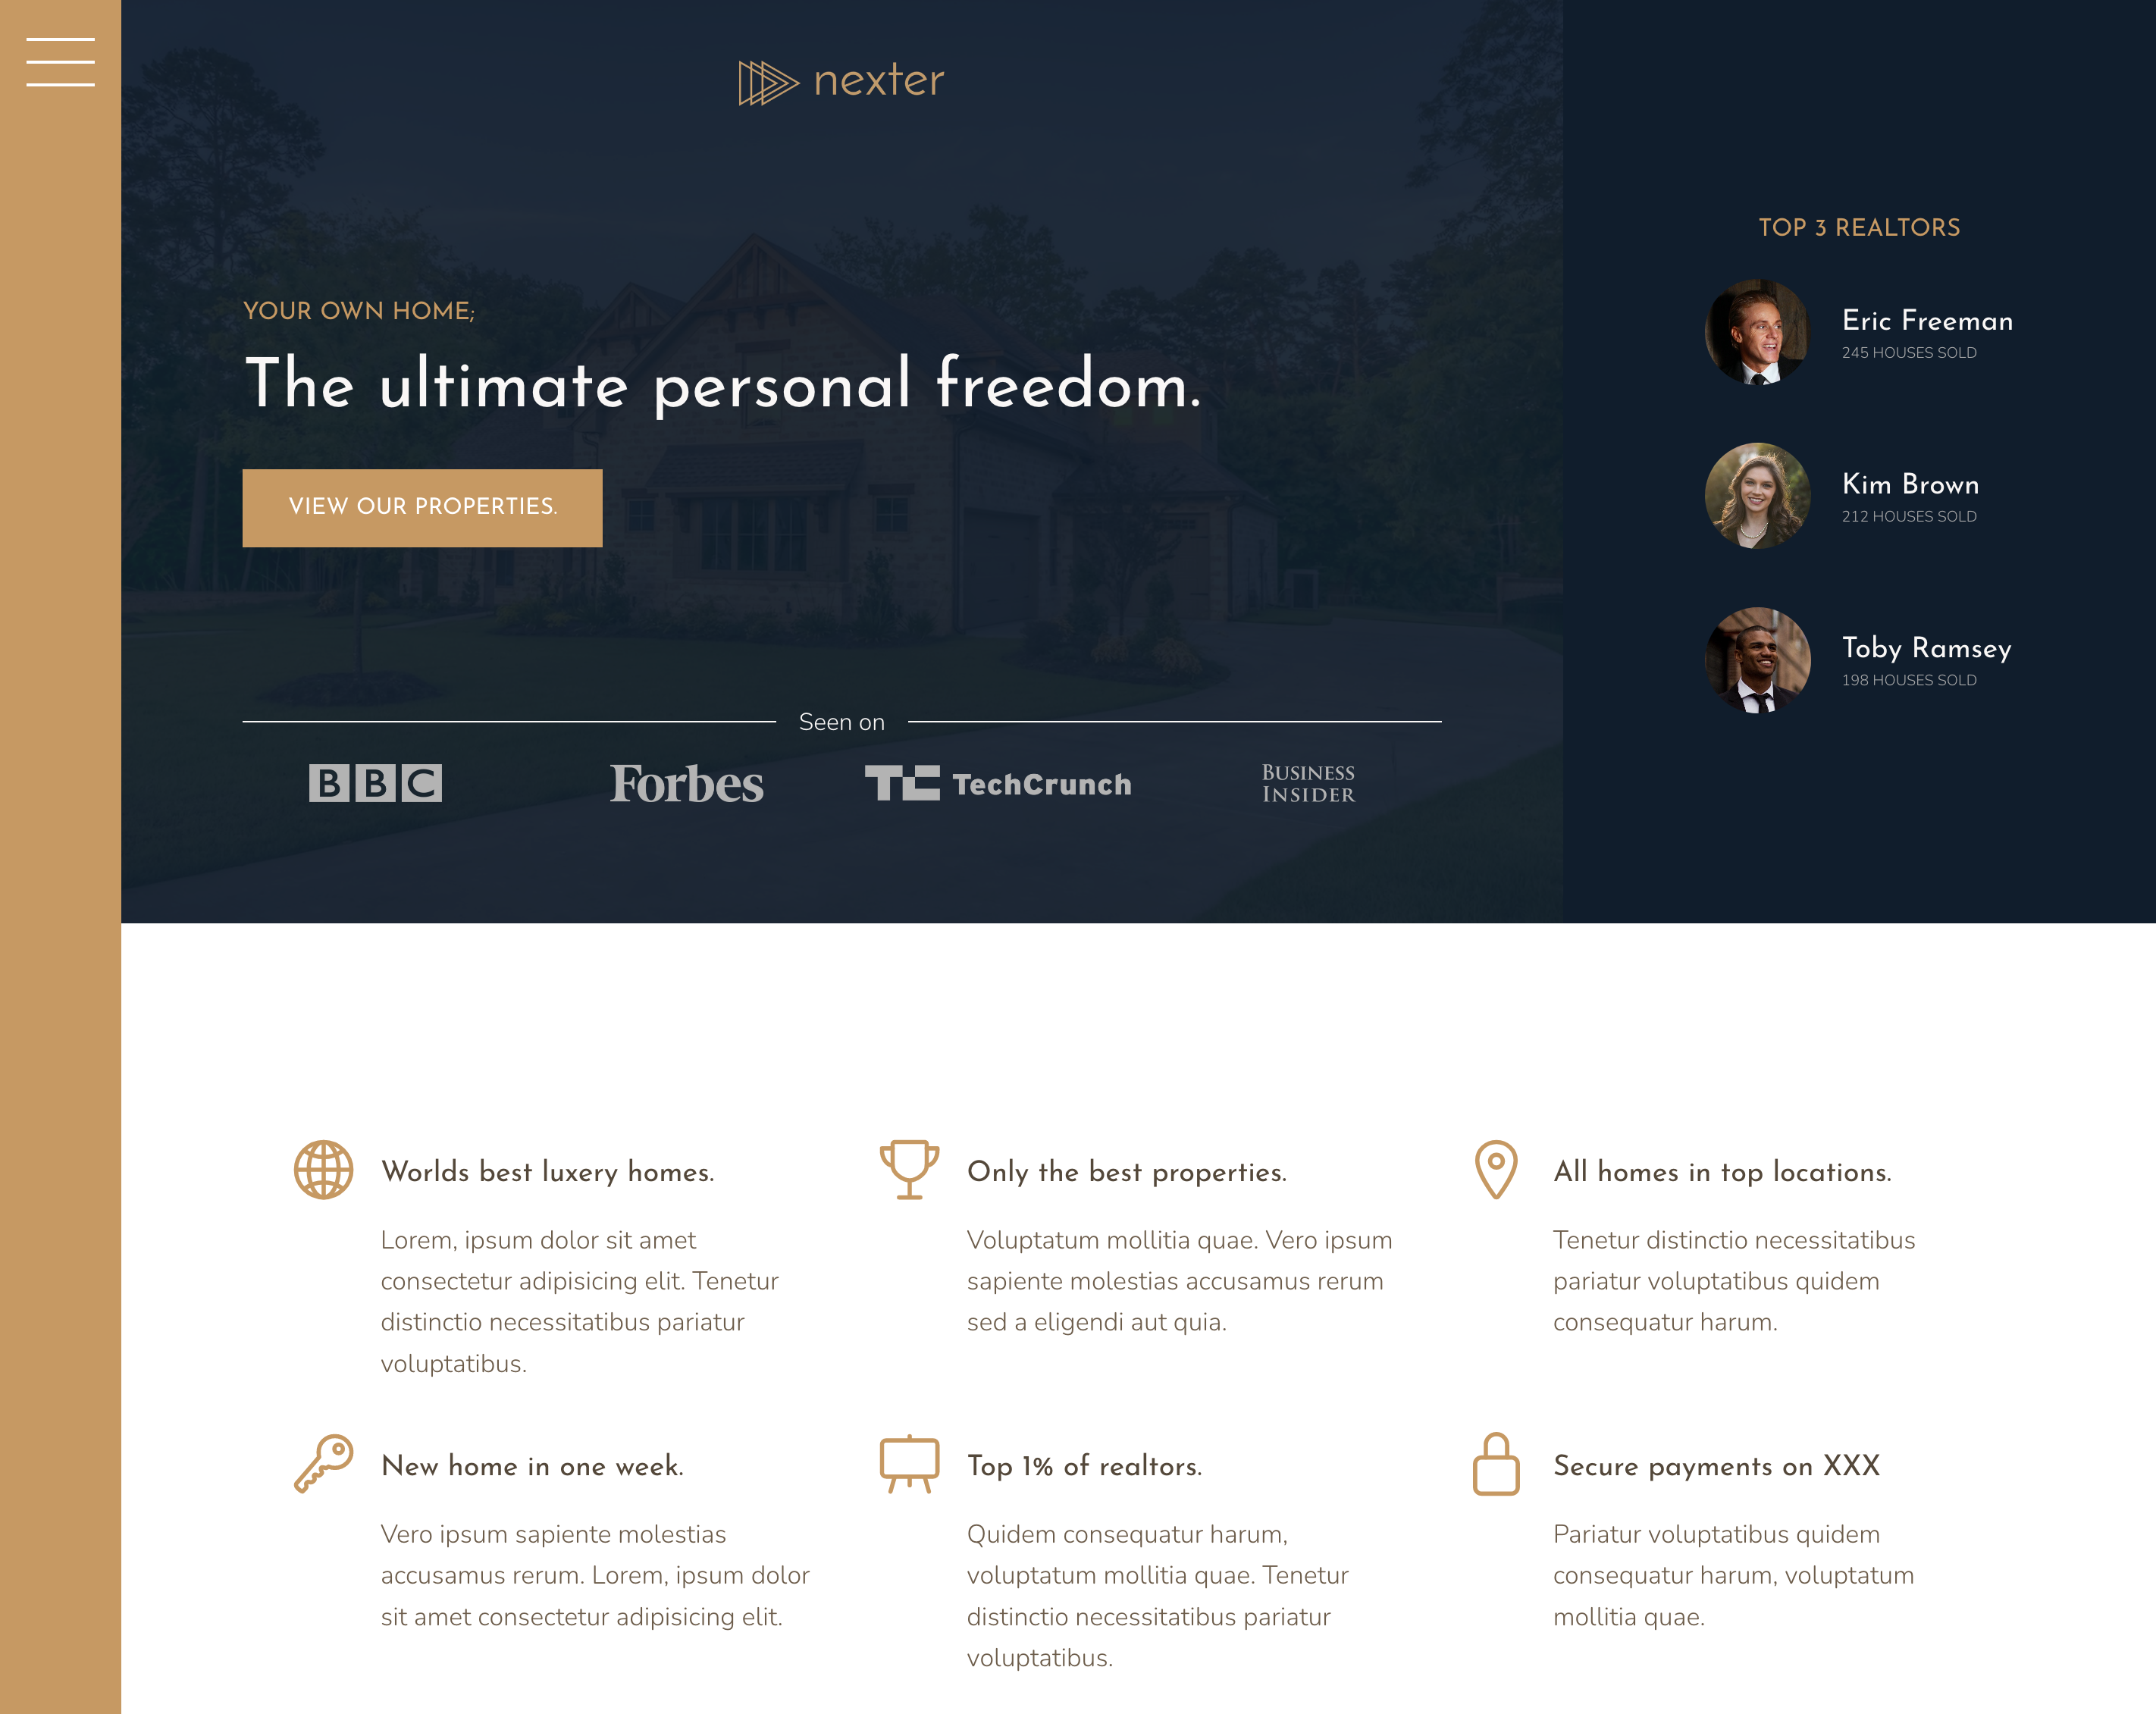 nexter
YOUR OWN HOME;
The ultimate personal freedom.
VIEW OUR PROPERTIES.
Seen on
BBC
Forbes
TC TechCrunch
BUSINESS
INSIDER
TOP 3 REALTORS
Eric Freeman
245 HOUSES SOLD
Kim Brown
212 HOUSES SOLD
Toby Ramsey
198 HOUSES SOLD
Worlds best luxery homes.
Lorem, ipsum dolor sit amet
consectetur adipisicing elit. Tenetur
distinctio necessitatibus pariatur
voluptatibus.
Only the best properties.
Voluptatum mollitia quae. Vero ipsum
sapiente molestias accusamus rerum
sed a eligendi aut quia.
All homes in top locations.
Tenetur distinctio necessitatibus
pariatur voluptatibus quidem
consequatur harum.
New home in one week.
Vero ipsum sapiente molestias
accusamus rerum. Lorem, ipsum dolor
sit amet consectetur adipisicing elit.
Top 1% of realtors.
Quidem consequatur harum,
voluptatum mollitia quae. Tenetur
distinctio necessitatibus pariatur
voluptatibus.
Secure payments on XXX
Pariatur voluptatibus quidem
consequatur harum, voluptatum
mollitia quae.